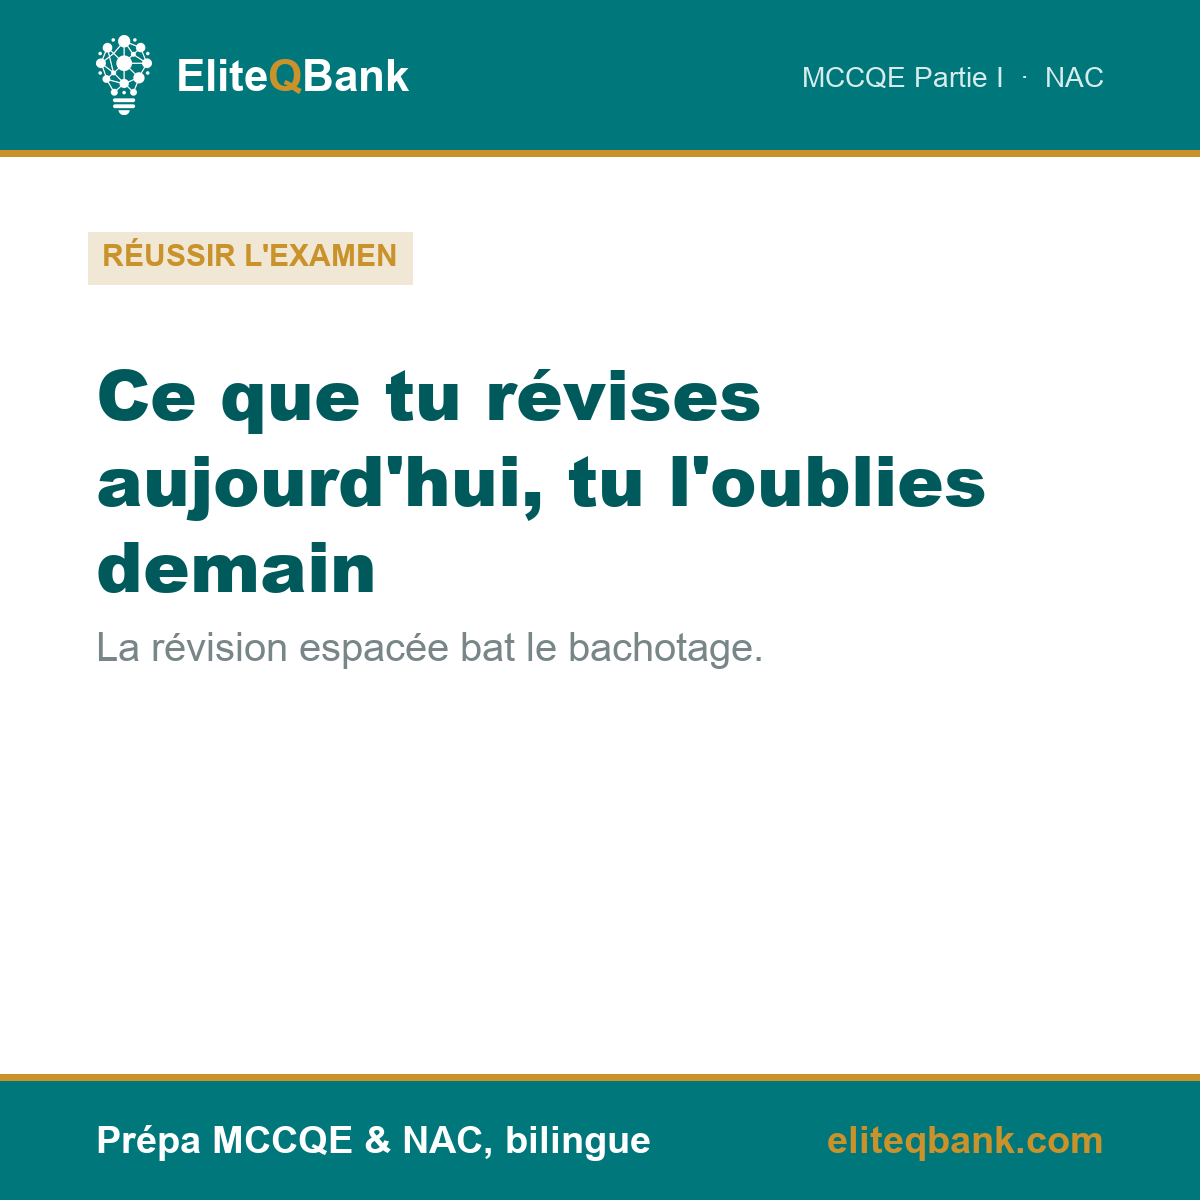 EliteQBank
MCCQE Partie I · NAC
RÉUSSIR L'EXAMEN
Ce que tu révises
aujourd'hui, tu l'oublies
demain
La révision espacée bat le bachotage.
Prépa MCCQE & NAC, bilingue
eliteqbank.com